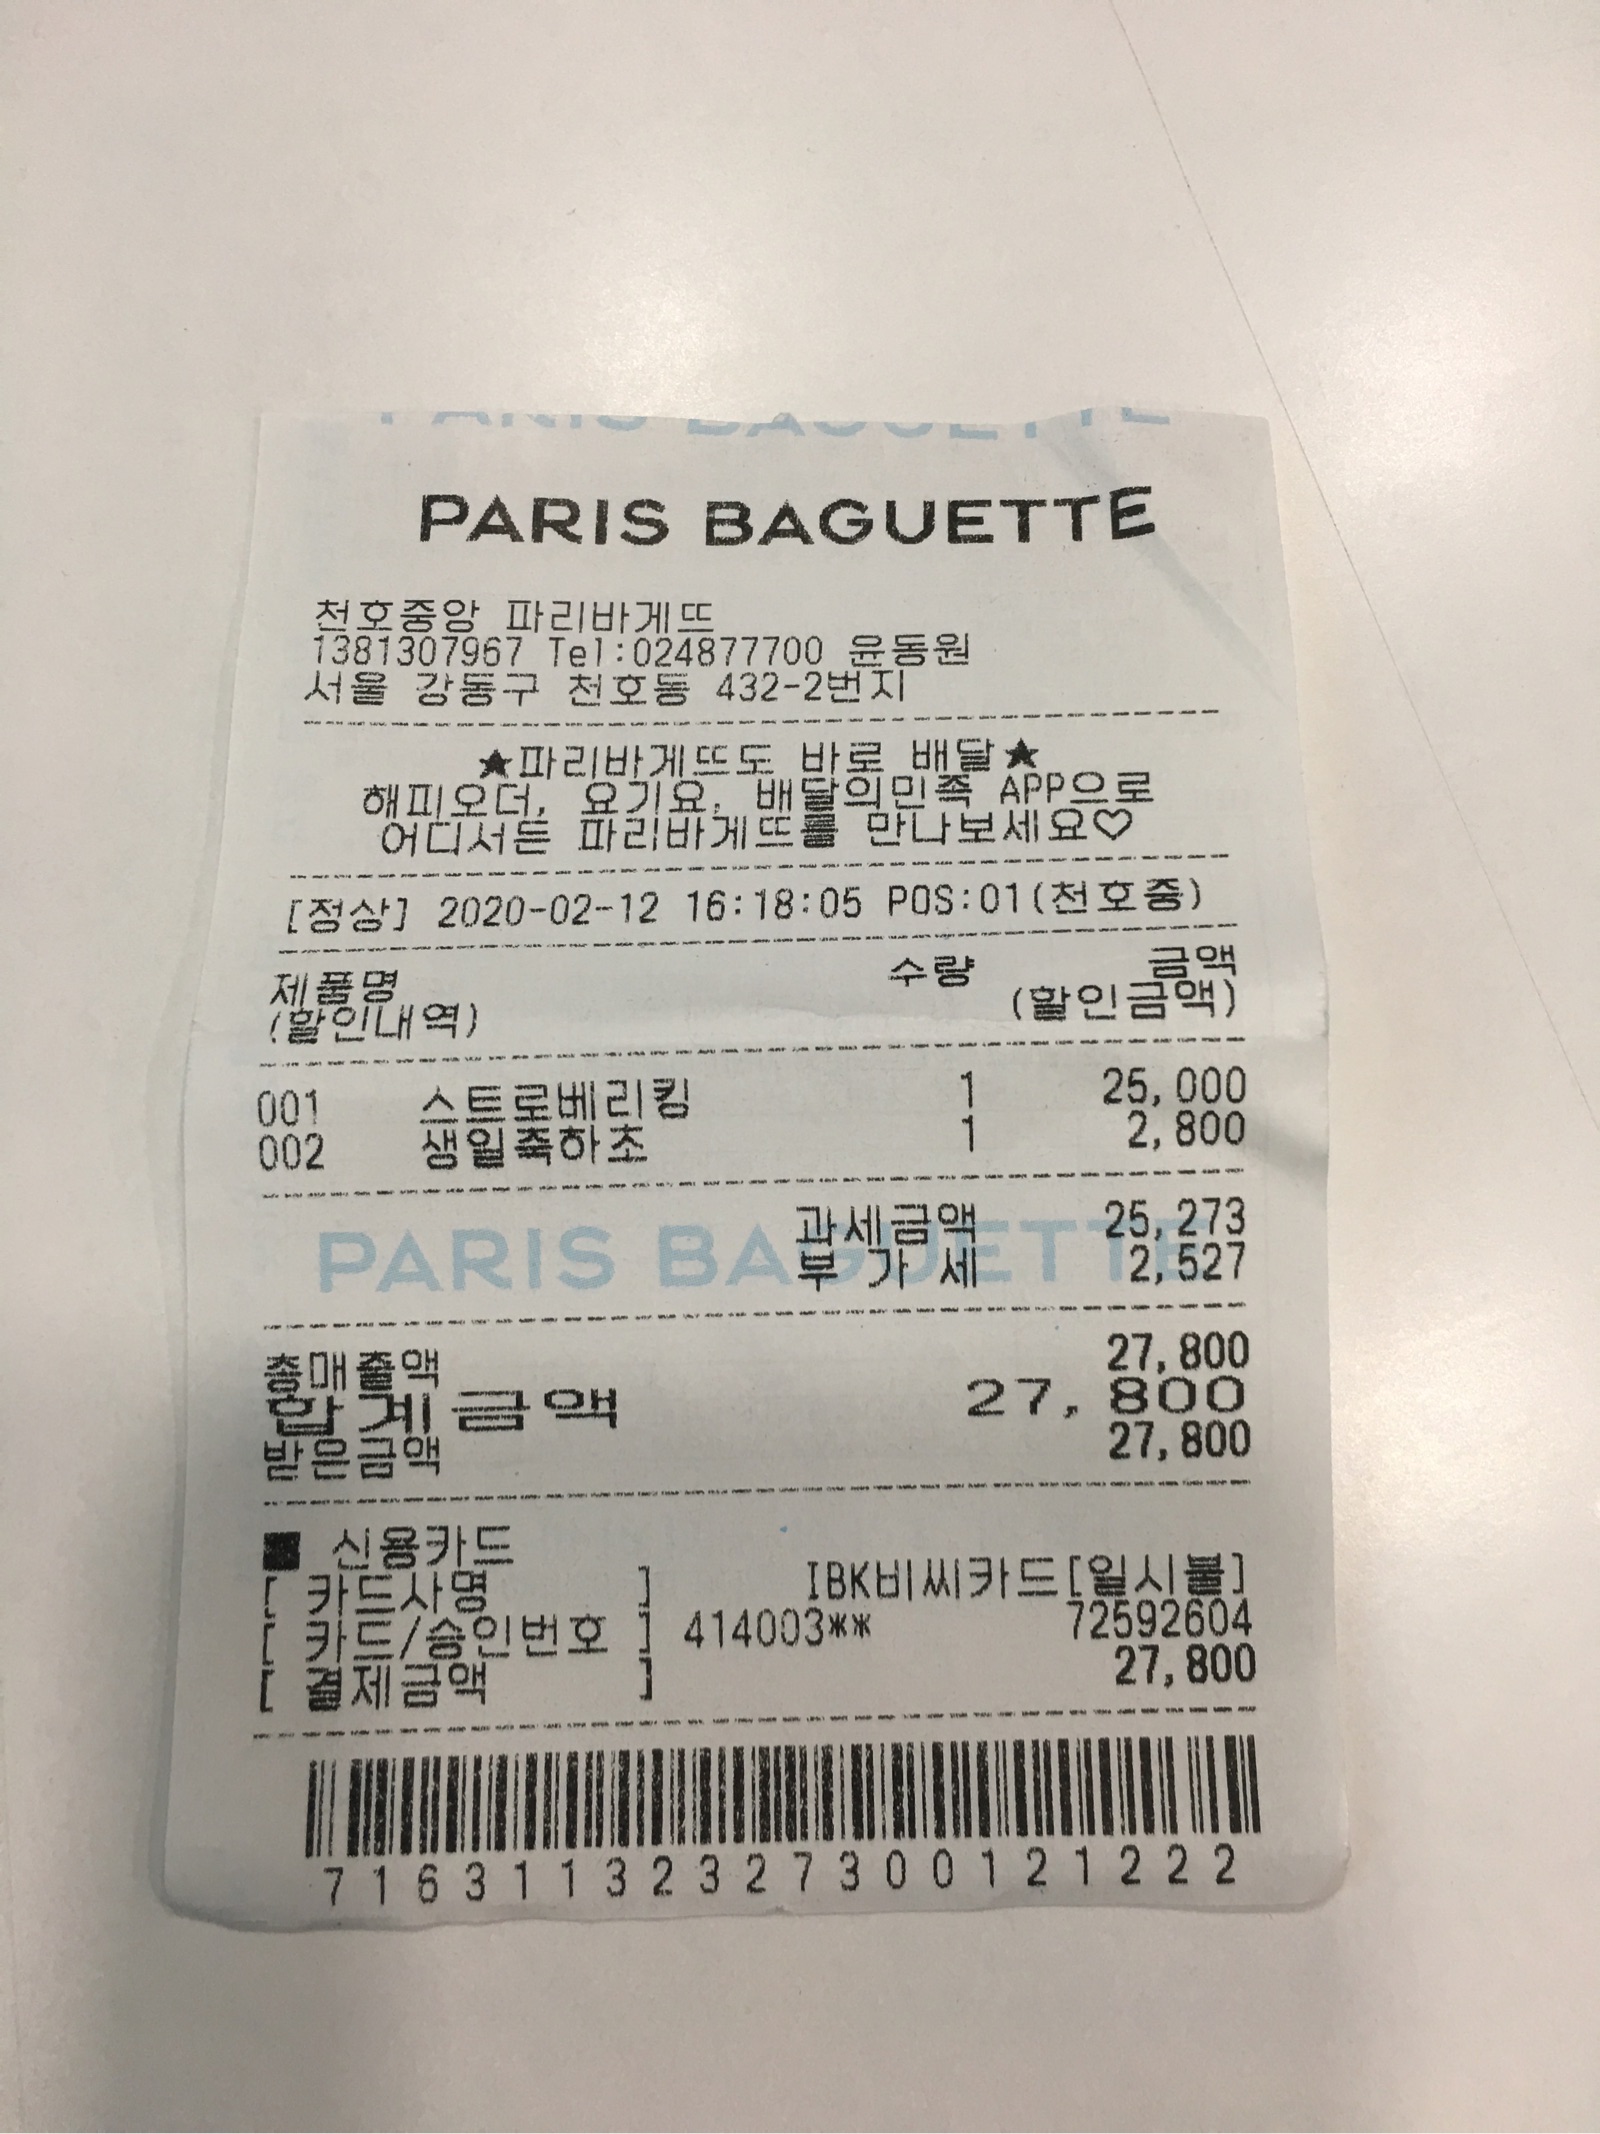 PARIS BAGUETTE
PARIS BAGUETTE
천호중앙 파리바게뜨
1381307967 Tel:024877700 윤동원
서울 강동구 천호동 432-2번지
★파리바게뜨도 바로 배달★
해피오더, 요기요, 배달의민족 APP으로
어디서든 파리바게뜨를 만나보세요♡
[정상] 2020-02-12 16:18:05 POS:01(천호중)
제품명 수량 금액
(할인내역) (할인금액)
001 스트로베리킹 1 25,000
002 생일축하초 1 2,800
PARIS BAGUETTE
과세금액 25,273
부 가 세 2,527
총매출액 27,800
합계금액 27,800
받은금액 27,800
■ 신용카드
[ 카드사명 ] IBK비씨카드[일시불]
[ 카드/승인번호 ] 414003** 72592604
[ 결제금액 ] 27,800
71631132327300121222